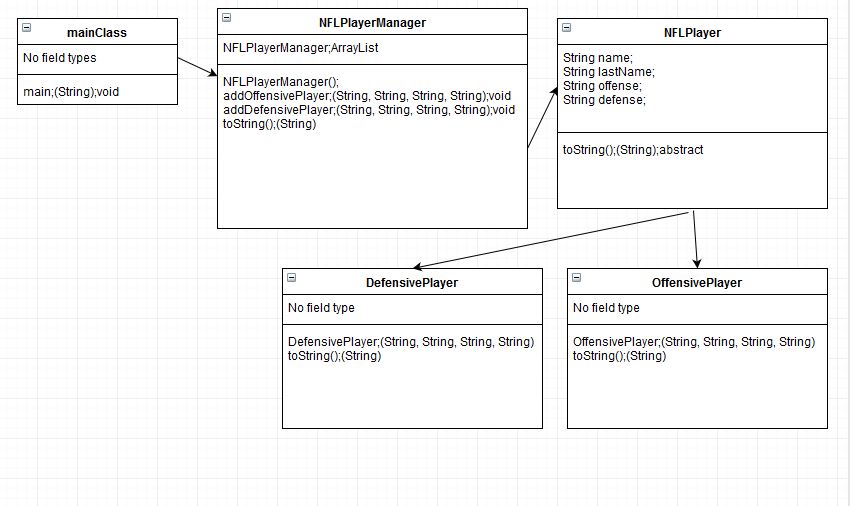 mainClass
No field types
main;(String);void
NFLPlayerManager
NFLPlayerManager;ArrayList
NFLPlayerManager();
addOffensivePlayer;(String, String, String, String);void
addDefensivePlayer;(String, String, String, String);void
toString();(String)
NFLPlayer
String name;
String lastName;
String offense;
String defense;
toString();(String);abstract
DefensivePlayer
No field type
DefensivePlayer;(String, String, String, String)
toString();(String)
OffensivePlayer
No field type
OffensivePlayer;(String, String, String, String)
toString();(String)